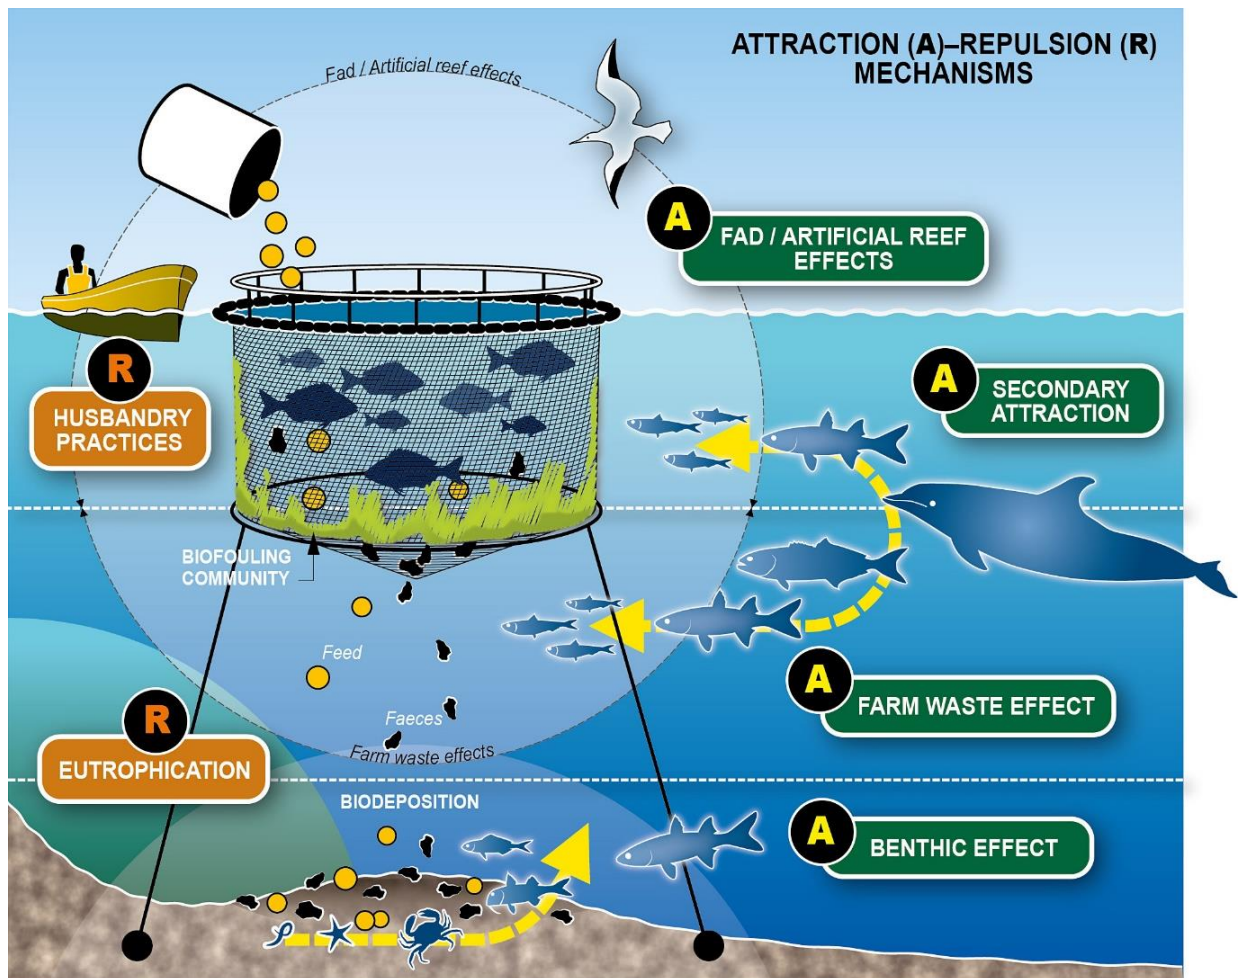 ATTRACTION (A)–REPULSION (R)
MECHANISMS
Fad / Artificial reef effects
A
FAD / ARTIFICIAL REEF
EFFECTS
R
HUSBANDRY
PRACTICES
A
SECONDARY
ATTRACTION
BIOFOULING
COMMUNITY
Feed
Faeces
Farm waste effects
A
FARM WASTE EFFECT
R
EUTROPHICATION
BIODEPOSITION
A
BENTHIC EFFECT